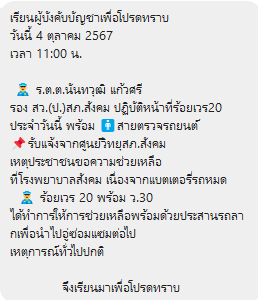 เรียนผู้บังคับบัญชาเพื่อโปรดทราบ
วันนี้ 4 ตุลาคม 2567
เวลา 11:00 น.
ร.ต.ต.นันทวุฒิ แก้วศรี
รอง สว.(ป.)สภ.สังคม ปฏิบัติหน้าที่ร้อยเวร20
ประจำวันนี้ พร้อม 🚹สายตรวจรถยนต์
📌รับแจ้งจากศูนย์วิทยุสภ.สังคม
เหตุประชาชนขอความช่วยเหลือ
ที่โรงพยาบาลสังคม เนื่องจากแบตเตอรี่รถหมด
ร้อยเวร 20 พร้อม ว.30
ได้ทำการให้การช่วยเหลือพร้อมด้วยประสานรถลา
กเพื่อนำไปอู่ซ่อมแซมต่อไป
เหตุการณ์ทั่วไปปกติ
จึงเรียนมาเพื่อโปรดทราบ